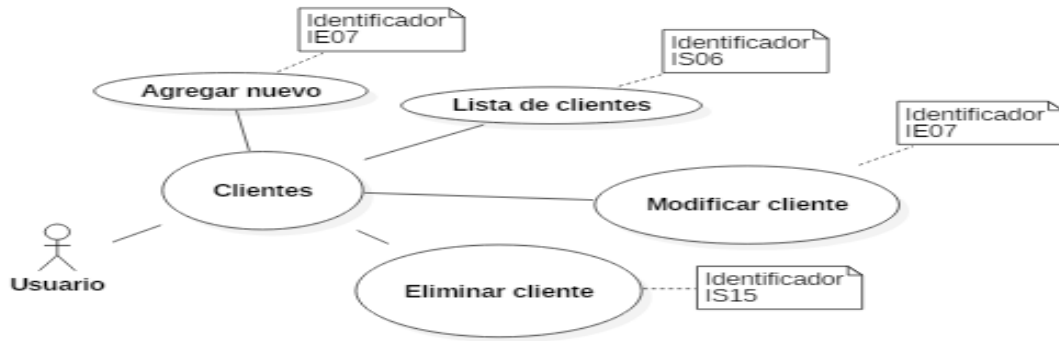 Identificador
IE07
Agregar nuevo
Identificador
IS06
Lista de clientes
Identificador
IE07
Clientes
Modificar cliente
Usuario
Eliminar cliente
Identificador
IS15